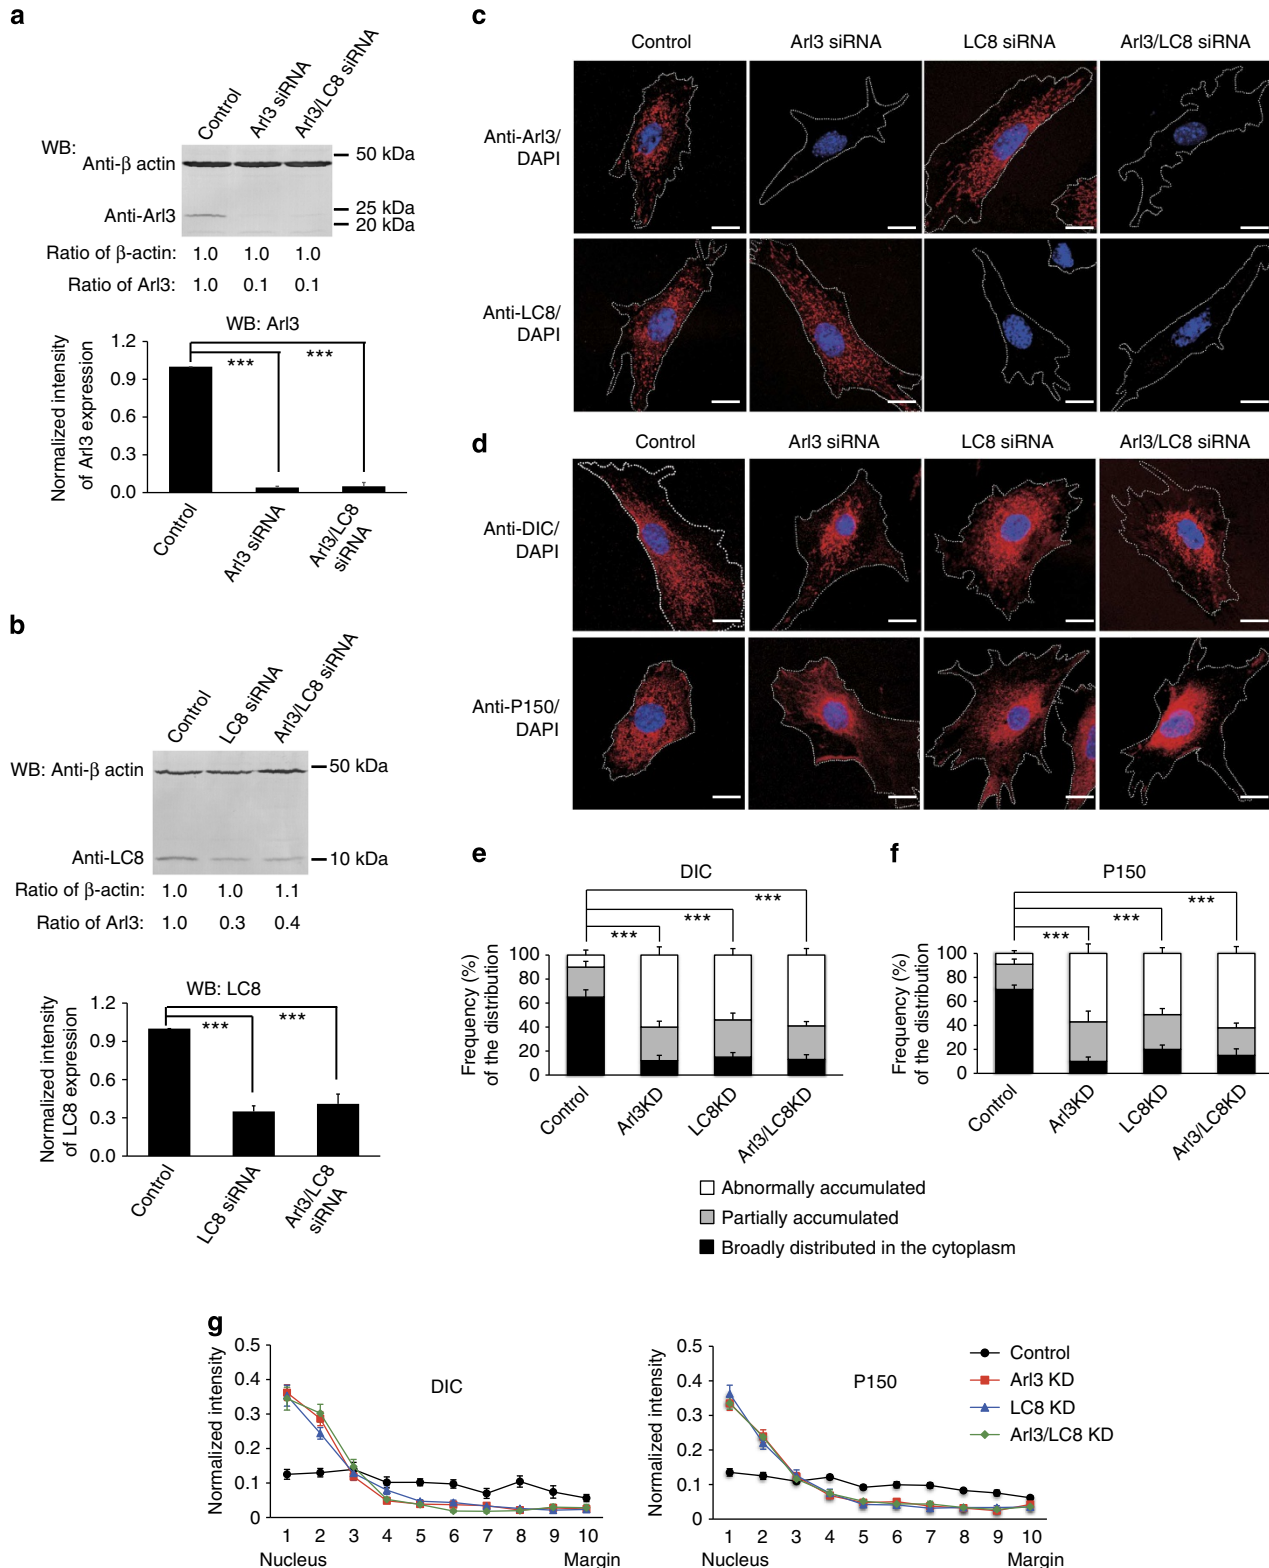 a
Control
Arl3 siRNA
Arl3/LC8 siRNA
WB:
Anti-β actin
50 kDa
Anti-Arl3
25 kDa
20 kDa
Ratio of β-actin: 1.0 1.0 1.0
Ratio of Arl3: 1.0 0.1 0.1
WB: Arl3
Normalized intensity
of Arl3 expression
1.2
0.9
0.6
0.3
0.0
*** ***
Control
Arl3 siRNA
Arl3/LC8
siRNA
b
Control
LC8 siRNA
Arl3/LC8 siRNA
WB: Anti-β actin
50 kDa
Anti-LC8
10 kDa
Ratio of β-actin: 1.0 1.0 1.1
Ratio of Arl3: 1.0 0.3 0.4
WB: LC8
Normalized intensity
of LC8 expression
1.2
0.9
0.6
0.3
0.0
*** ***
Control
LC8 siRNA
Arl3/LC8
siRNA
c
Control Arl3 siRNA LC8 siRNA Arl3/LC8 siRNA
Anti-Arl3/
DAPI
Anti-LC8/
DAPI
d
Control Arl3 siRNA LC8 siRNA Arl3/LC8 siRNA
Anti-DIC/
DAPI
Anti-P150/
DAPI
e
DIC
*** *** ***
Frequency (%)
of the distribution
100
80
60
40
20
0
Control
Arl3KD
LC8KD
Arl3/LC8KD
f
P150
*** *** ***
Frequency (%)
of the distribution
100
80
60
40
20
0
Control
Arl3KD
LC8KD
Arl3/LC8KD
Abnormally accumulated
Partially accumulated
Broadly distributed in the cytoplasm
g
Normalized intensity
0.5
0.4
0.3
0.2
0.1
0
DIC
1 2 3 4 5 6 7 8 9 10
Nucleus Margin
Normalized intensity
0.5
0.4
0.3
0.2
0.1
0
P150
1 2 3 4 5 6 7 8 9 10
Nucleus Margin
Control
Arl3 KD
LC8 KD
Arl3/LC8 KD